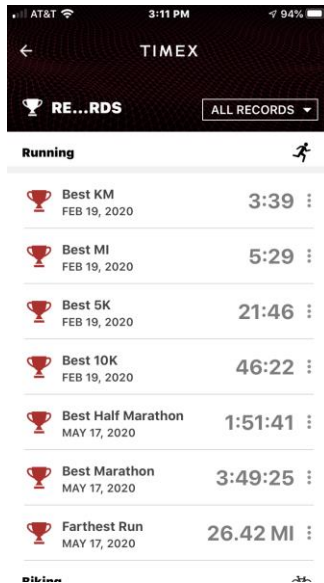 AT&T 3:11 PM 94%
TIMEX
RE...RDS ALL RECORDS
Running
Best KM
FEB 19, 2020
3:39
Best MI
FEB 19, 2020
5:29
Best 5K
FEB 19, 2020
21:46
Best 10K
FEB 19, 2020
46:22
Best Half Marathon
MAY 17, 2020
1:51:41
Best Marathon
MAY 17, 2020
3:49:25
Farthest Run
MAY 17, 2020
26.42 MI
Biking